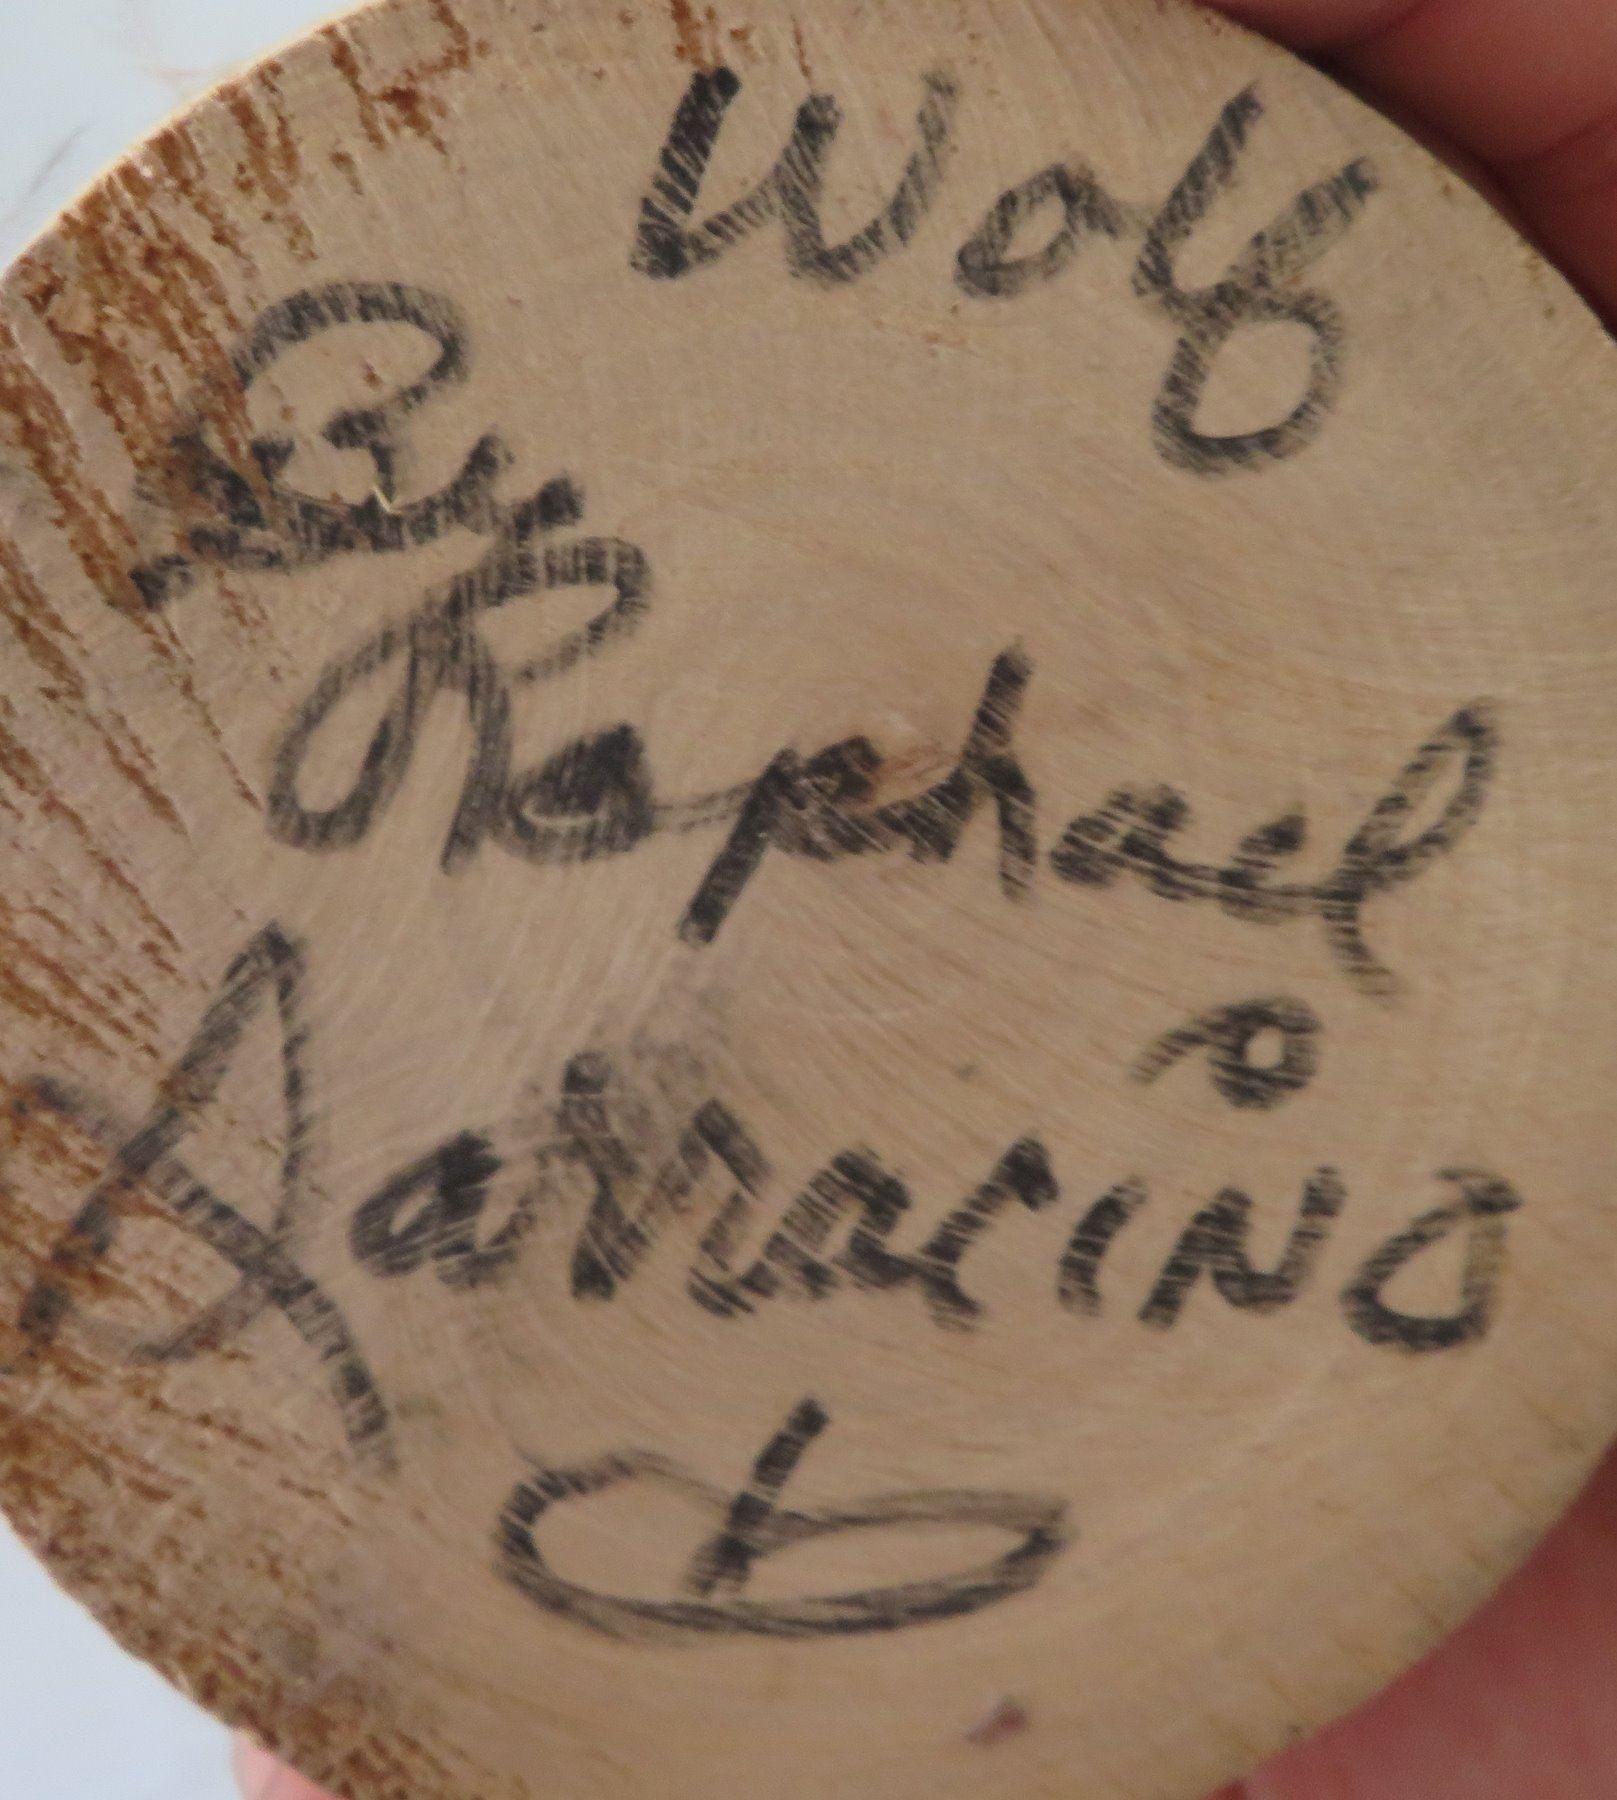 Wolf
By
Raphael
Sarracino